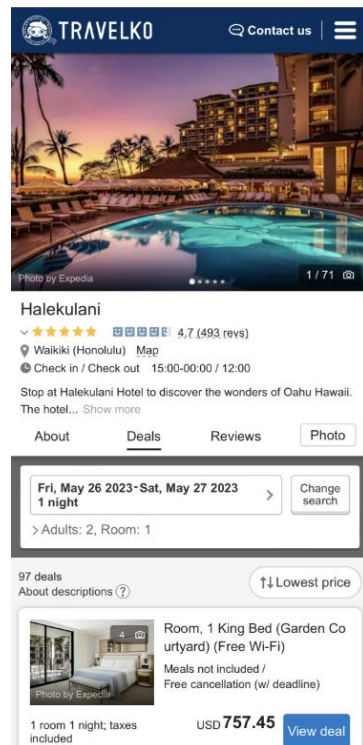 TRAVELKO
Contact us
Photo by Expedia
1 / 71
Halekulani
4.7 (493 revs)
Waikiki (Honolulu) Map
Check in / Check out 15:00-00:00 / 12:00
Stop at Halekulani Hotel to discover the wonders of Oahu Hawaii.
The hotel... Show more
About Deals Reviews Photo
Fri, May 26 2023-Sat, May 27 2023
1 night
Change
search
> Adults: 2, Room: 1
97 deals
About descriptions ?
↑↓Lowest price
4
Room, 1 King Bed (Garden Co
urtyard) (Free Wi-Fi)
Meals not included /
Free cancellation (w/ deadline)
Photo by Expedia
1 room 1 night; taxes
included
USD 757.45
View deal